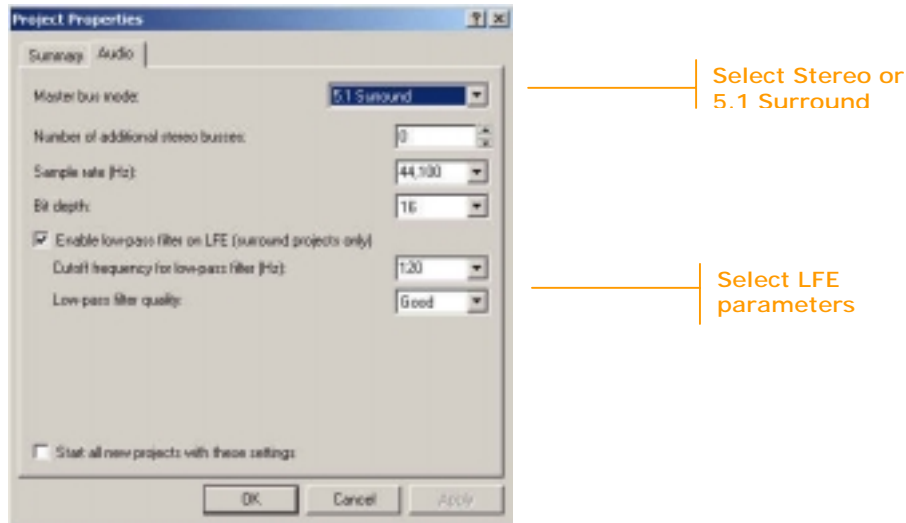 Project Properties
Summary Audio
Master bus mode: 5.1 Surround
Select Stereo or
5.1 Surround
Number of additional stereo busses: 0
Sample rate (Hz): 44,100
Bit depth: 16
Enable low-pass filter on LFE (surround projects only)
Cutoff frequency for low-pass filter (Hz): 120
Low-pass filter quality: Good
Select LFE
parameters
Start all new projects with these settings
OK Cancel Apply